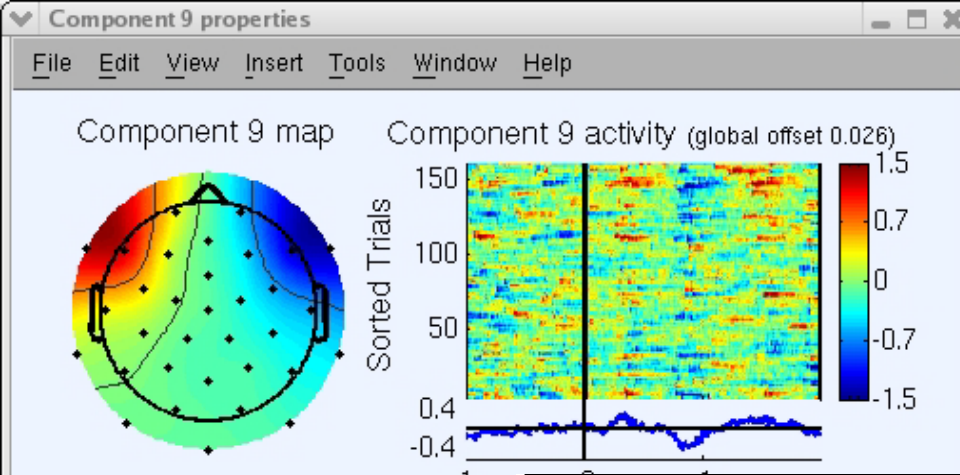 Component 9 properties
File Edit View Insert Tools Window Help
Component 9 map
Component 9 activity (global offset 0.026)
Sorted Trials
150
100
50
0.4
-0.4
1.5
0.7
0
-0.7
-1.5